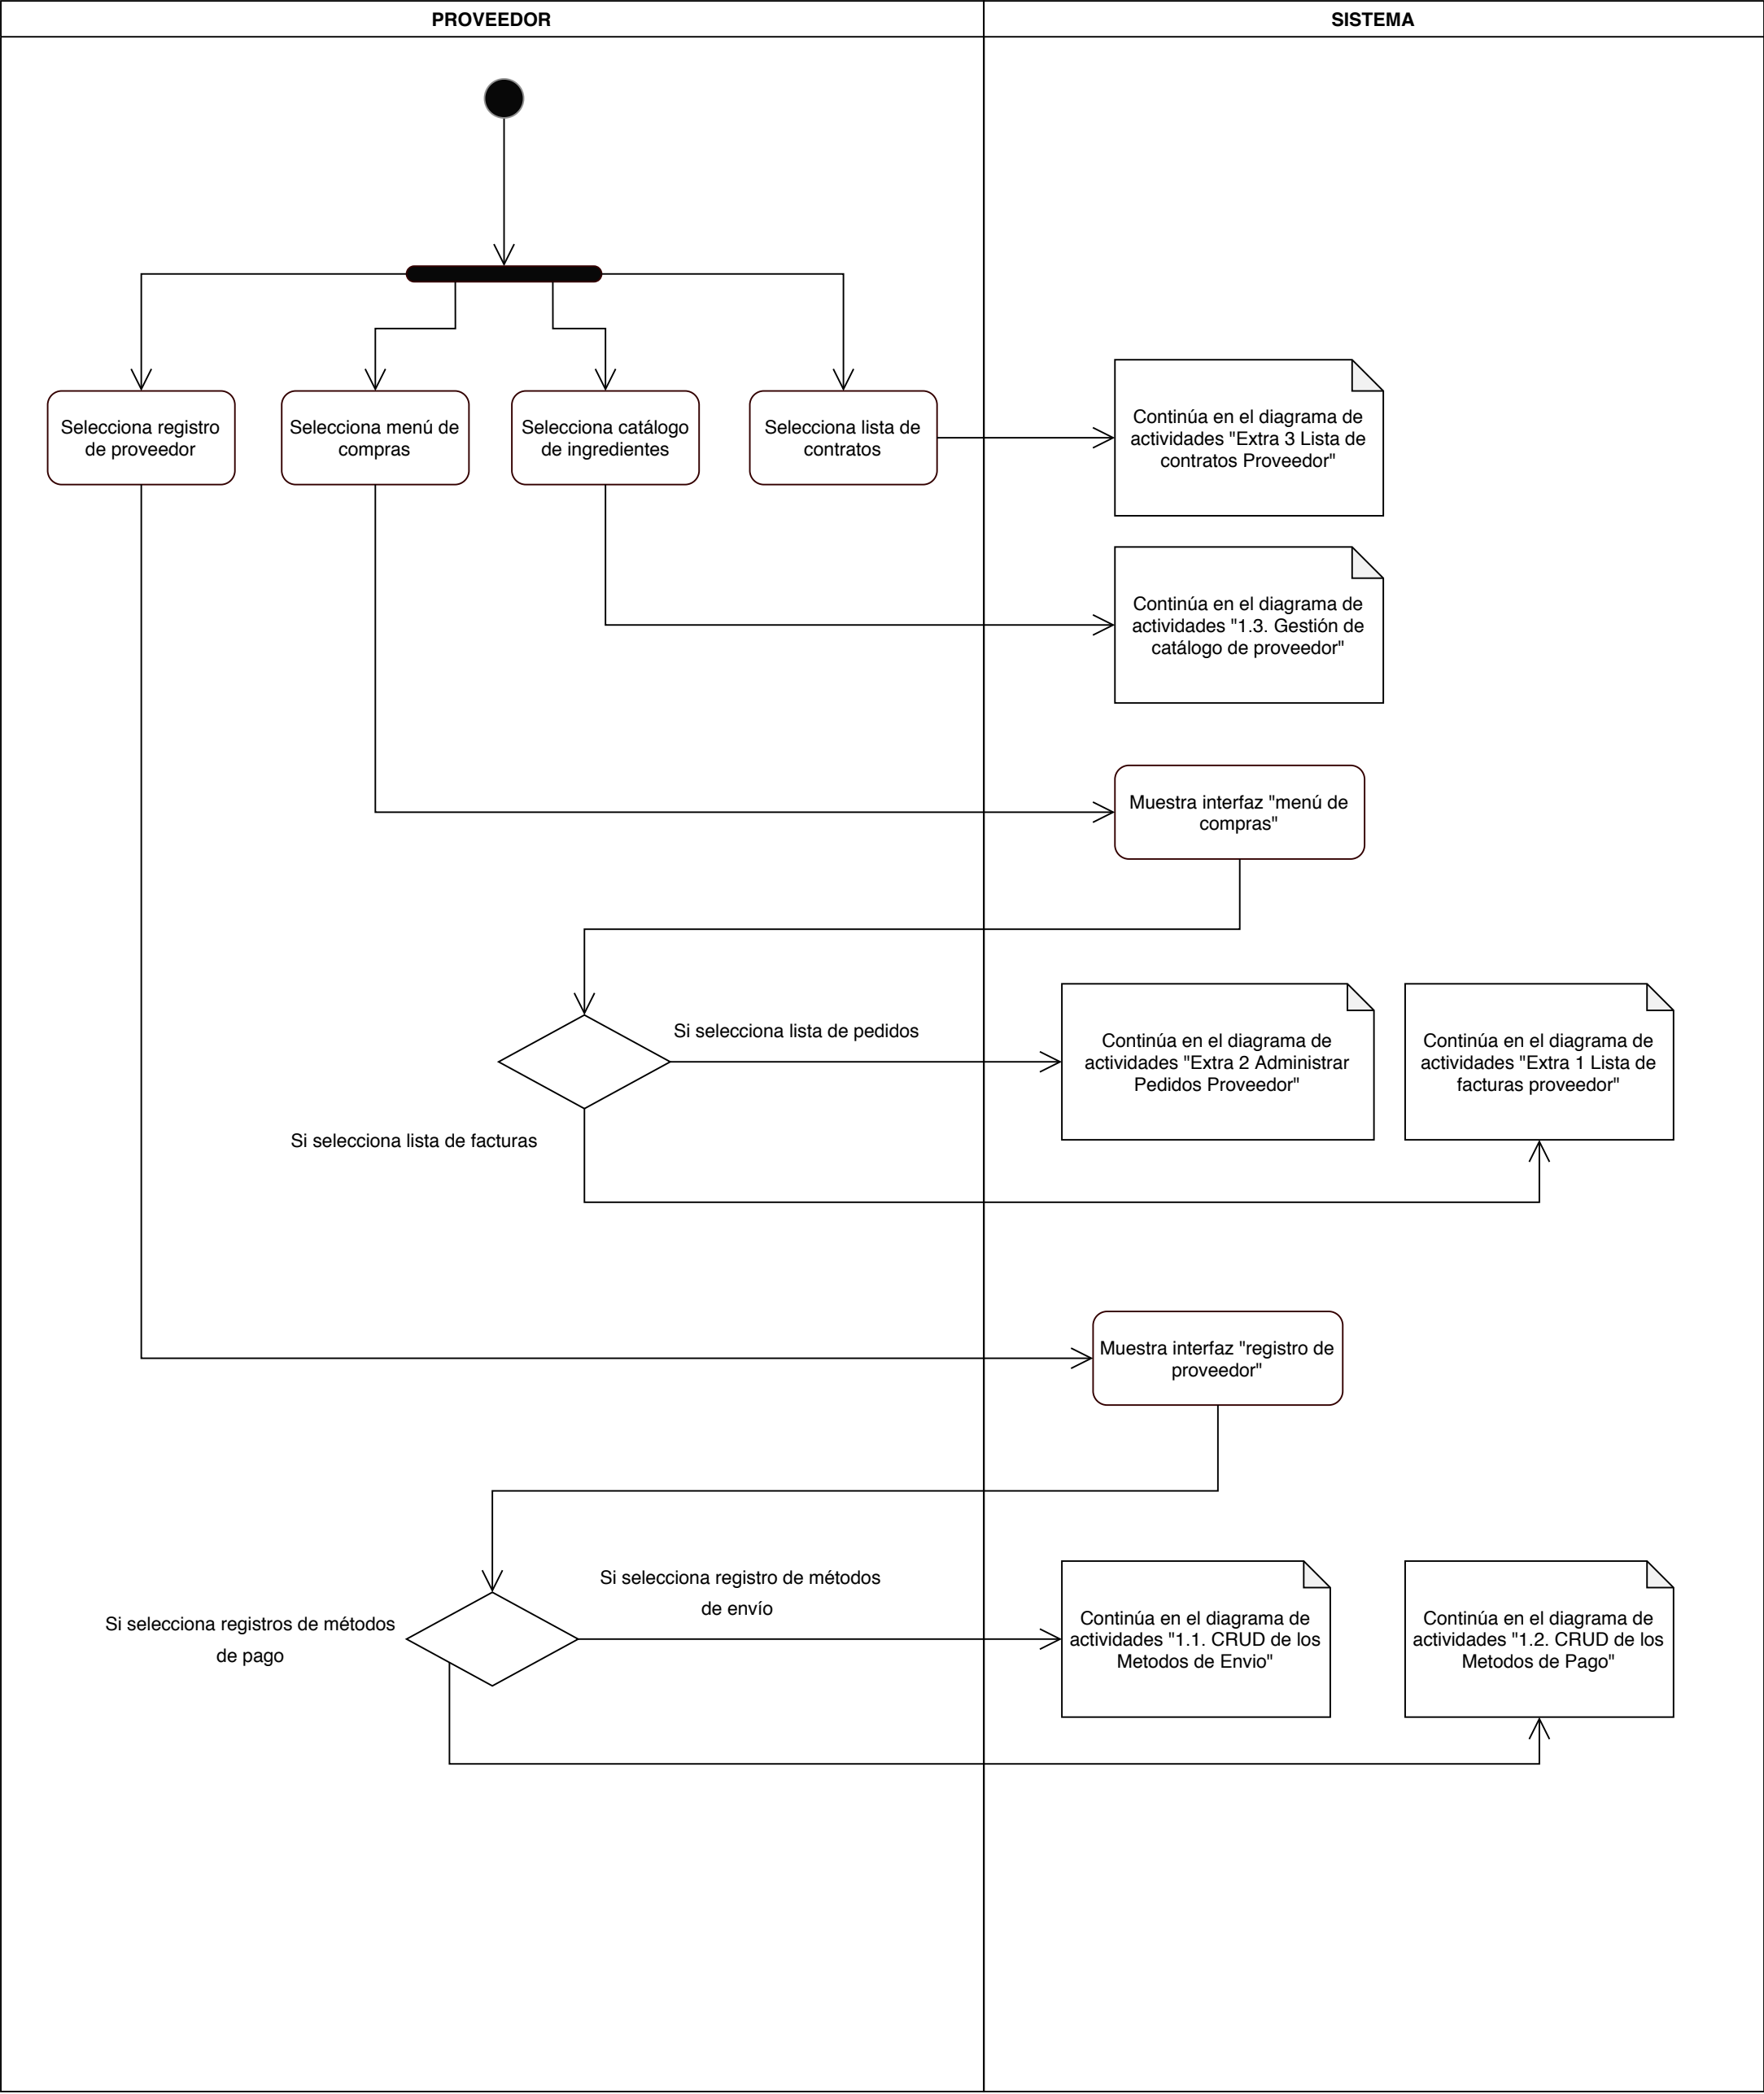 PROVEEDOR
SISTEMA
Selecciona registro
de proveedor
Selecciona menú de
compras
Selecciona catálogo
de ingredientes
Selecciona lista de
contratos
Continúa en el diagrama de
actividades "Extra 3 Lista de
contratos Proveedor"
Continúa en el diagrama de
actividades "1.3. Gestión de
catálogo de proveedor"
Muestra interfaz "menú de
compras"
Si selecciona lista de pedidos
Continúa en el diagrama de
actividades "Extra 2 Administrar
Pedidos Proveedor"
Continúa en el diagrama de
actividades "Extra 1 Lista de
facturas proveedor"
Si selecciona lista de facturas
Muestra interfaz "registro de
proveedor"
Si selecciona registro de métodos
de envío
Si selecciona registros de métodos
de pago
Continúa en el diagrama de
actividades "1.1. CRUD de los
Metodos de Envio"
Continúa en el diagrama de
actividades "1.2. CRUD de los
Metodos de Pago"